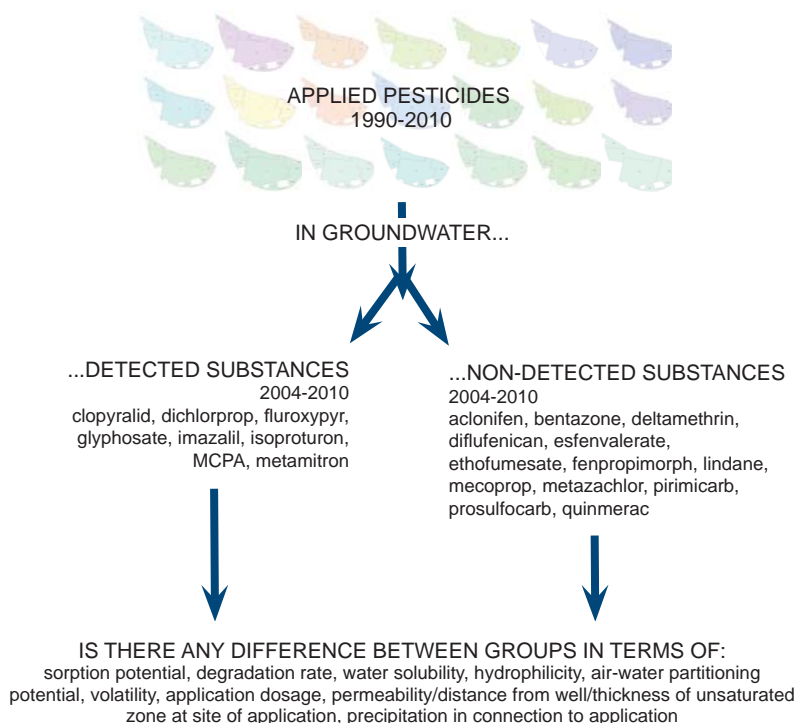 APPLIED PESTICIDES
1990-2010
IN GROUNDWATER...
...DETECTED SUBSTANCES
2004-2010
clopyralid, dichlorprop, fluroxypyr,
glyphosate, imazalil, isoproturon,
MCPA, metamitron
...NON-DETECTED SUBSTANCES
2004-2010
aclonifen, bentazone, deltamethrin,
diflufenican, esfenvalerate,
ethofumesate, fenpropimorph, lindane,
mecoprop, metazachlor, pirimicarb,
prosulfocarb, quinmerac
IS THERE ANY DIFFERENCE BETWEEN GROUPS IN TERMS OF:
sorption potential, degradation rate, water solubility, hydrophilicity, air-water partitioning
potential, volatility, application dosage, permeability/distance from well/thickness of unsaturated
zone at site of application, precipitation in connection to application